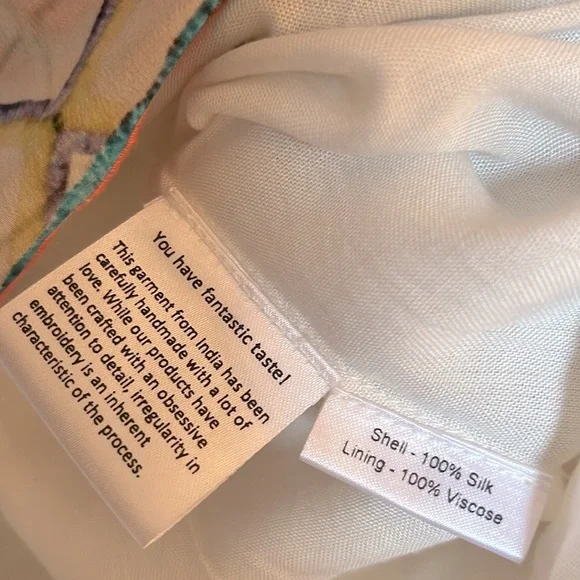 You have fantastic taste!
This garment from India has been
carefully handmade with a lot of
love. While our products have
been crafted with an obsessive
attention to detail, irregularity in
embroidery is an inherent
characteristic of the process.
Shell - 100% Silk
Lining - 100% Viscose